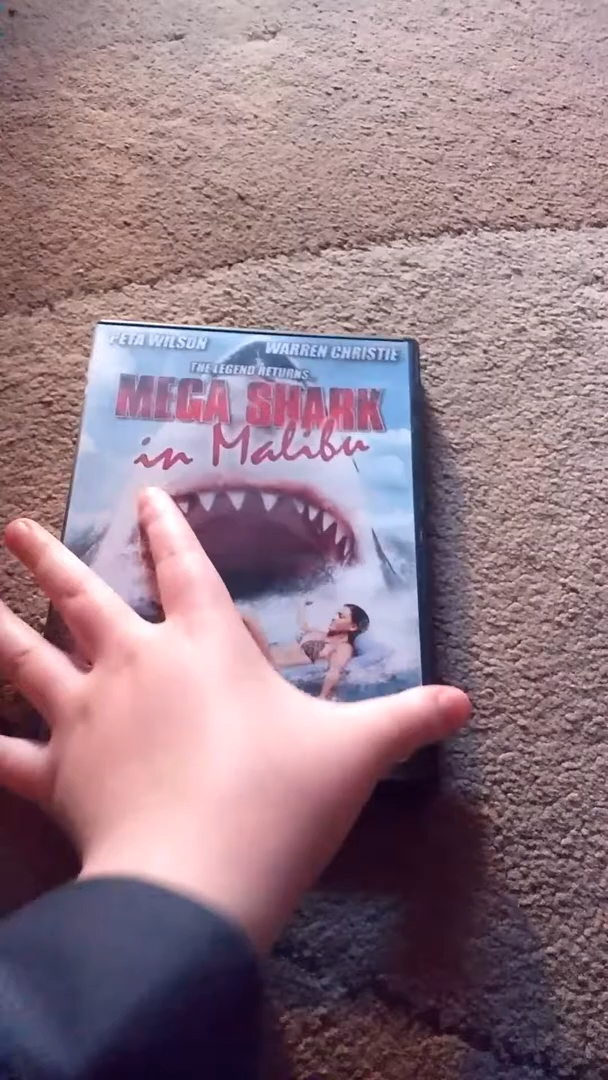 PETA WILSON
WARREN CHRISTIE
THE LEGEND RETURNS
MEGA SHARK
in Malibu